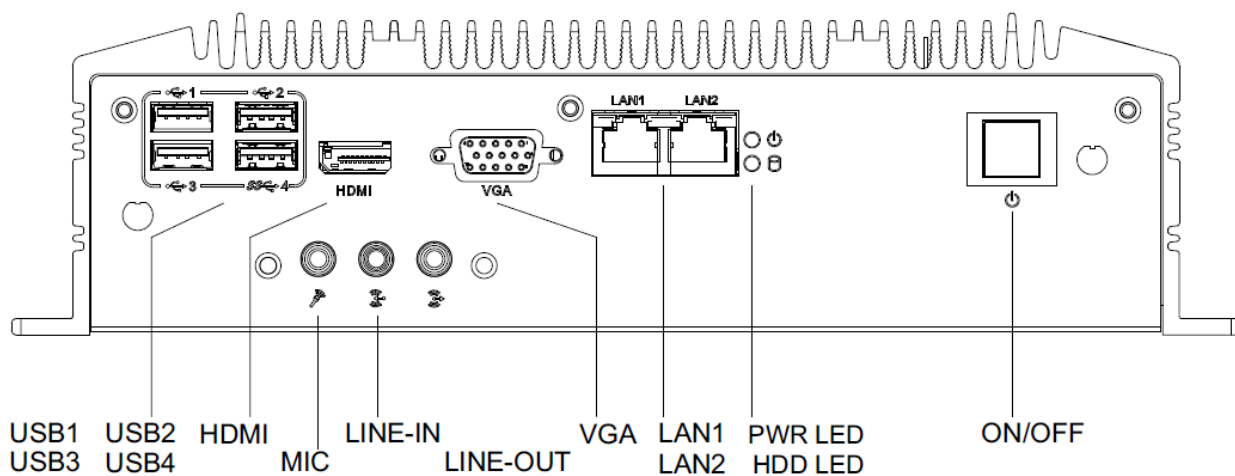 LAN1 LAN2
1 2
3 SS 4
HDMI
VGA
USB1 USB2 HDMI LINE-IN VGA LAN1 PWR LED ON/OFF
USB3 USB4 MIC LINE-OUT LAN2 HDD LED